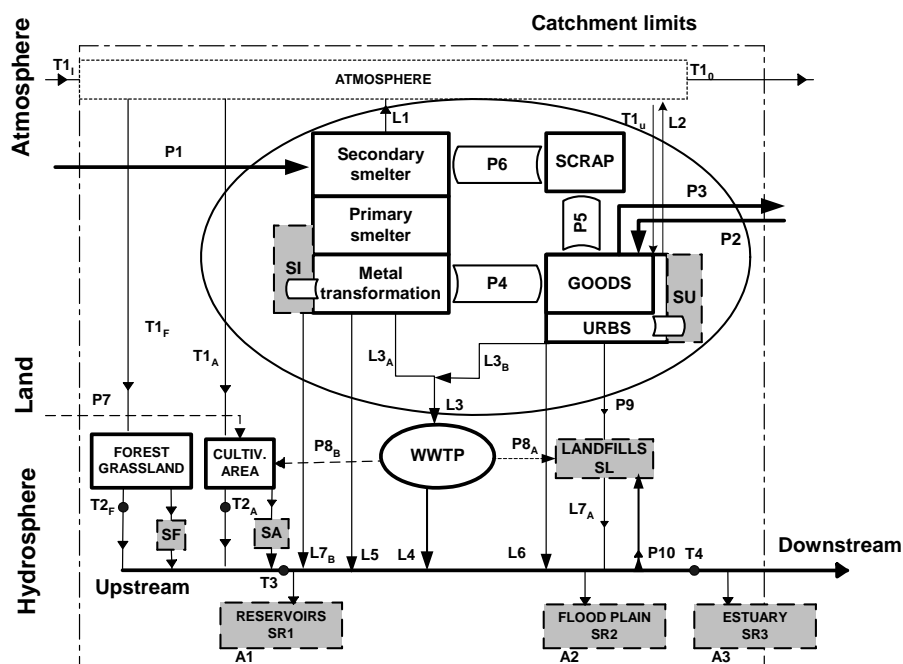 Catchment limits
Atmosphere
T1I
ATMOSPHERE
T10
L1
T1u
L2
P1
Secondary
smelter
P6
SCRAP
P3
Primary
smelter
P5
P2
SI
Metal
transformation
P4
GOODS
SU
URBS
T1F
T1A
L3A
L3B
Land
P7
L3
P9
FOREST
GRASSLAND
CULTIV.
AREA
P8B
WWTP
P8A
LANDFILLS
SL
Hydrosphere
T2F
T2A
SF
SA
L7A
L7B
L5
L4
L6
P10
T4
Downstream
Upstream
T3
RESERVOIRS
SR1
FLOOD PLAIN
SR2
ESTUARY
SR3
A1
A2
A3